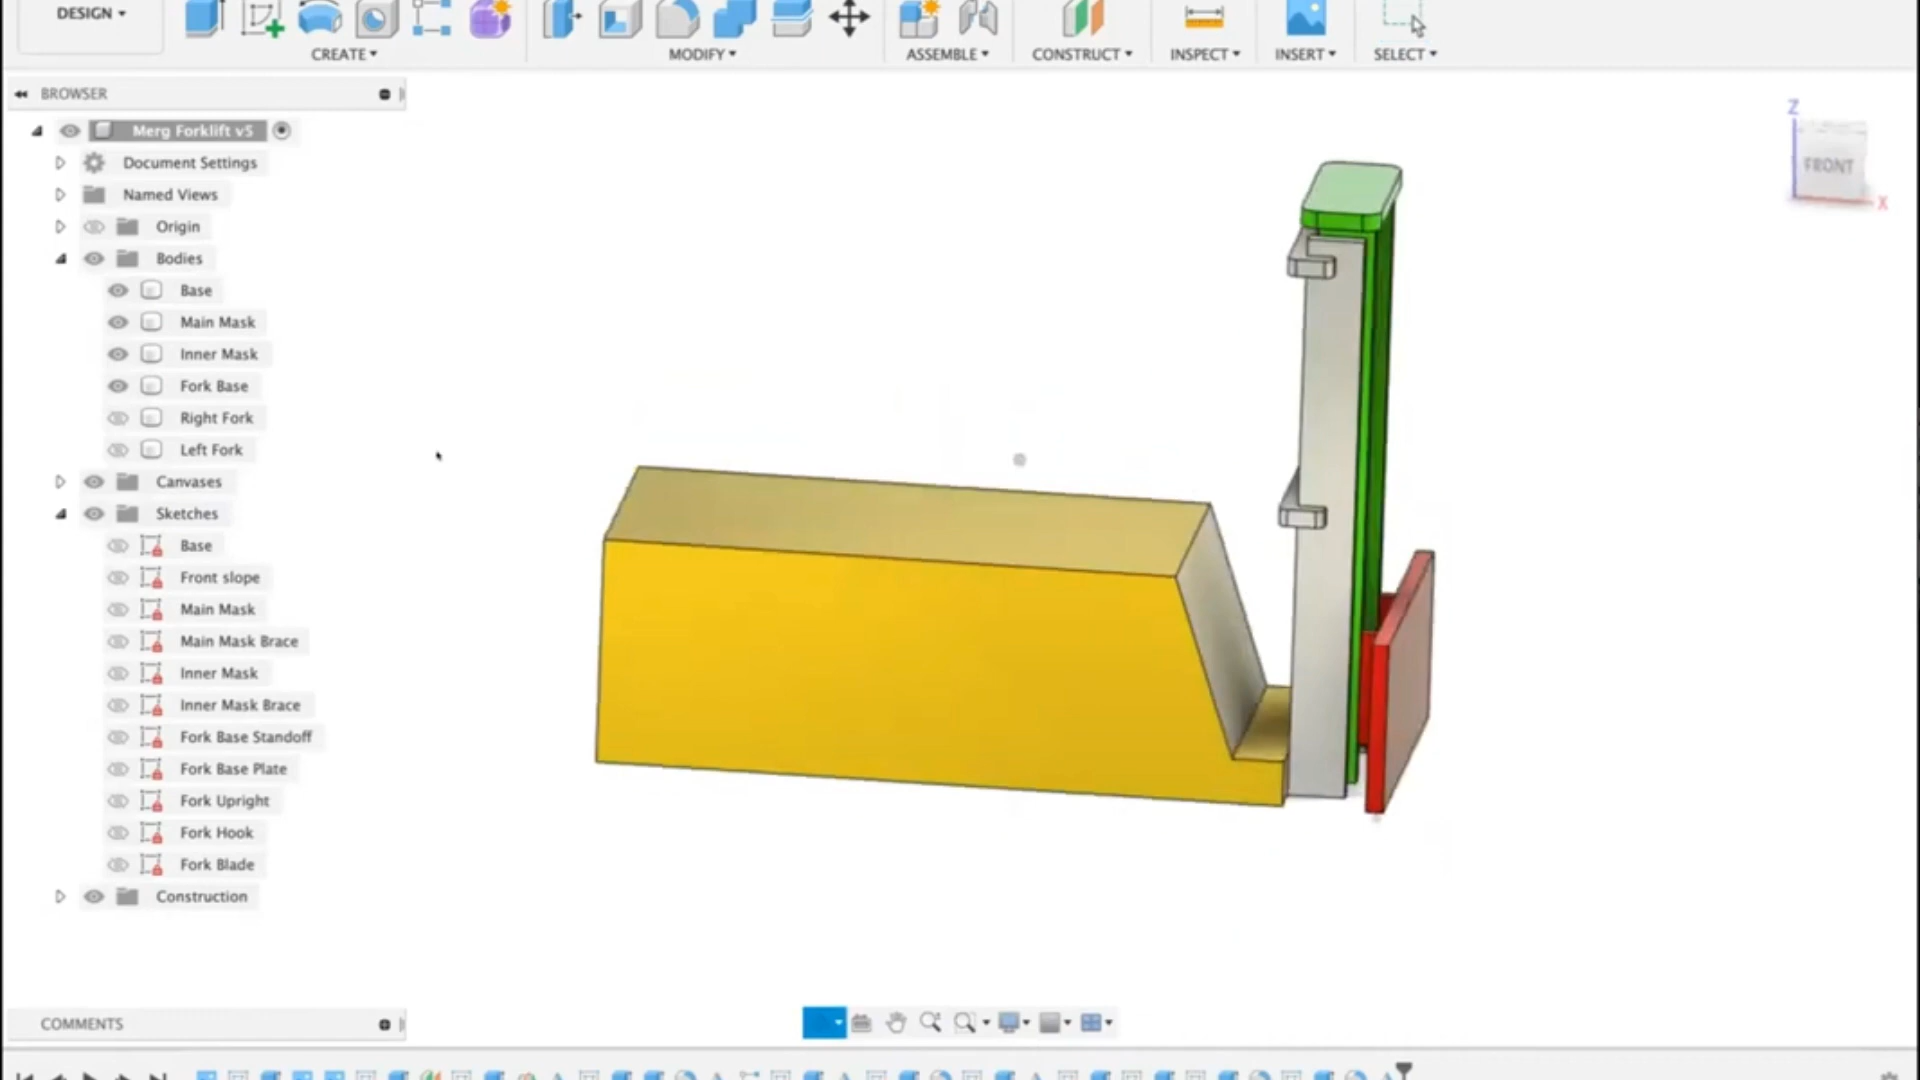 DESIGN
CREATE
MODIFY
ASSEMBLE
CONSTRUCT
INSPECT
INSERT
SELECT
BROWSER
Merg Forklift v5
Document Settings
Named Views
Origin
Bodies
Base
Main Mask
Inner Mask
Fork Base
Right Fork
Left Fork
Canvases
Sketches
Base
Front slope
Main Mask
Main Mask Brace
Inner Mask
Inner Mask Brace
Fork Base Standoff
Fork Base Plate
Fork Upright
Fork Hook
Fork Blade
Construction
Z
FRONT
X
COMMENTS